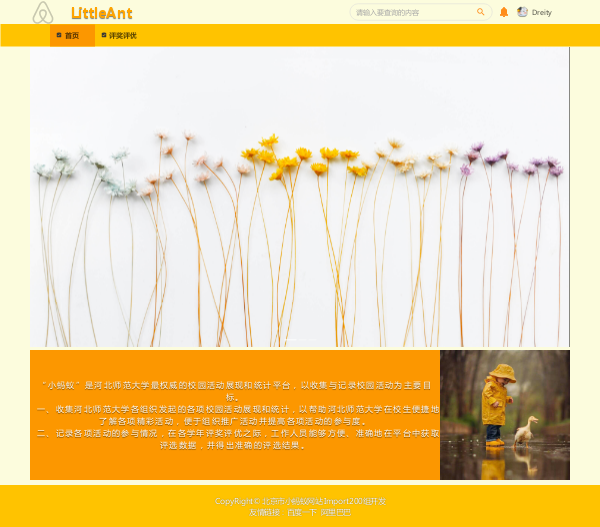 LittleAnt
请输入要查询的内容
Dreity
首页 评奖评优
“小蚂蚁”是河北师范大学最权威的校园活动展现和统计平台，以收集与记录校园活动为主要目
标。
一、收集河北师范大学各组织发起的各项校园活动展现和统计，以帮助河北师范大学在校生便捷地
了解各项精彩活动，便于组织推广活动并提高各项活动的参与度。
二、记录各项活动的参与情况，在各学年评奖评优之际，工作人员能够方便、准确地在平台中获取
评选数据，并得出准确的评选结果。
CopyRight © 北京市小蚂蚁网站 Import200组开发
友情链接 百度一下 阿里巴巴